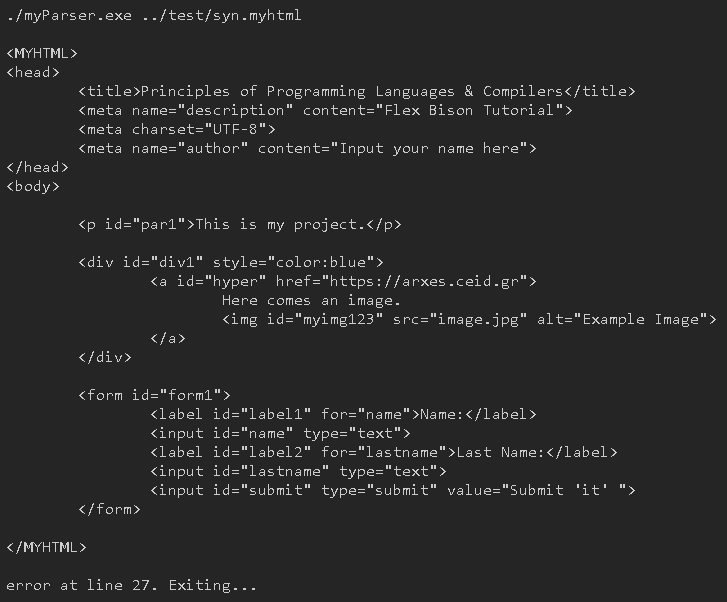 ./myParser.exe ../test/syn.myhtml
<MYHTML>
<head>
<title>Principles of Programming Languages & Compilers</title>
<meta name="description" content="Flex Bison Tutorial">
<meta charset="UTF-8">
<meta name="author" content="Input your name here">
</head>
<body>
<p id="par1">This is my project.</p>
<div id="div1" style="color:blue">
<a id="hyper" href="https://arxes.ceid.gr">
Here comes an image.
<img id="myimg123" src="image.jpg" alt="Example Image">
</a>
</div>
<form id="form1">
<label id="label1" for="name">Name:</label>
<input id="name" type="text">
<label id="label2" for="lastname">Last Name:</label>
<input id="lastname" type="text">
<input id="submit" type="submit" value="Submit 'it' ">
</form>
</MYHTML>
error at line 27. Exiting...